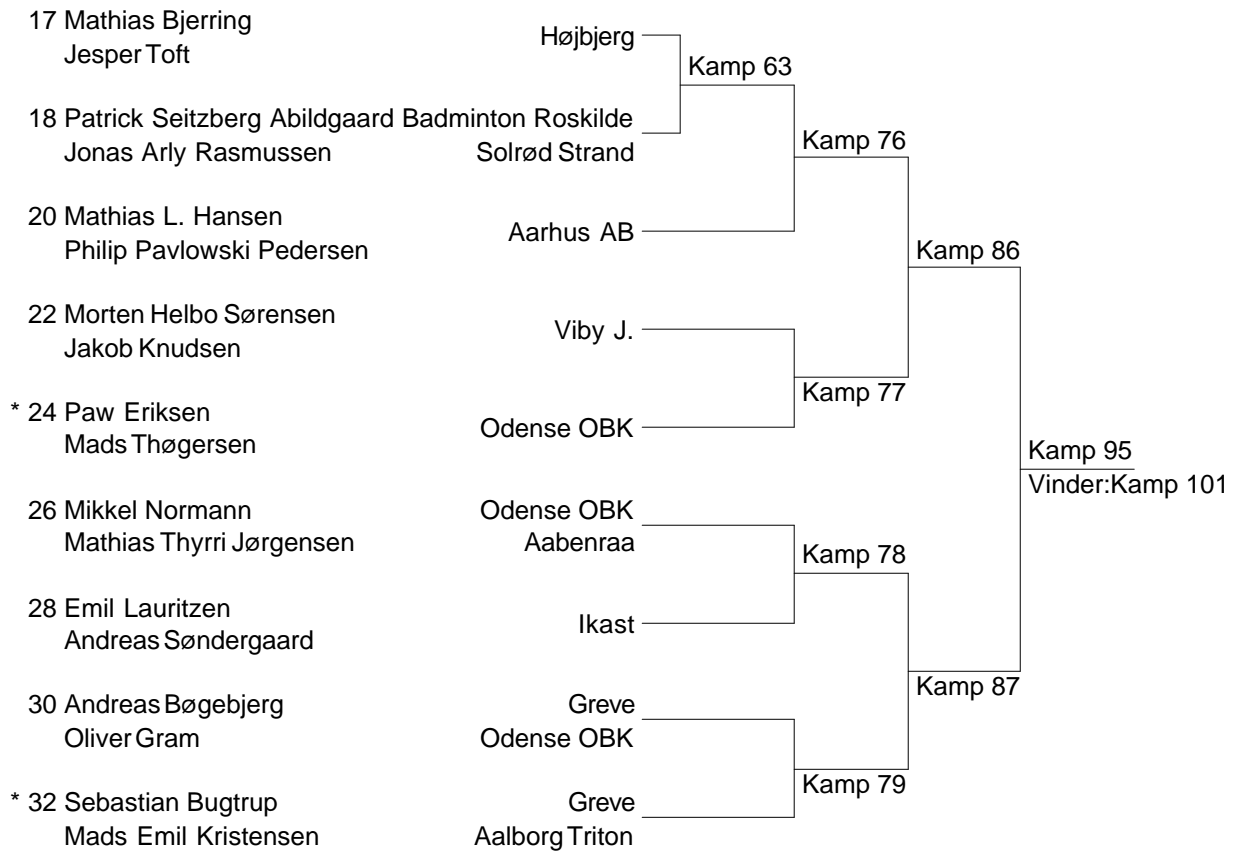 17 Mathias Bjerring Højbjerg
Jesper Toft
Kamp 63
18 Patrick Seitzberg Abildgaard Badminton Roskilde
Jonas Arly Rasmussen Solrød Strand
Kamp 76
20 Mathias L. Hansen Aarhus AB
Philip Pavlowski Pedersen
Kamp 86
22 Morten Helbo Sørensen Viby J.
Jakob Knudsen
Kamp 77
* 24 Paw Eriksen Odense OBK
Mads Thøgersen
Kamp 95
Vinder:Kamp 101
26 Mikkel Normann Odense OBK
Mathias Thyrri Jørgensen Aabenraa
Kamp 78
28 Emil Lauritzen Ikast
Andreas Søndergaard
Kamp 87
30 Andreas Bøgebjerg Greve
Oliver Gram Odense OBK
Kamp 79
* 32 Sebastian Bugtrup Greve
Mads Emil Kristensen Aalborg Triton